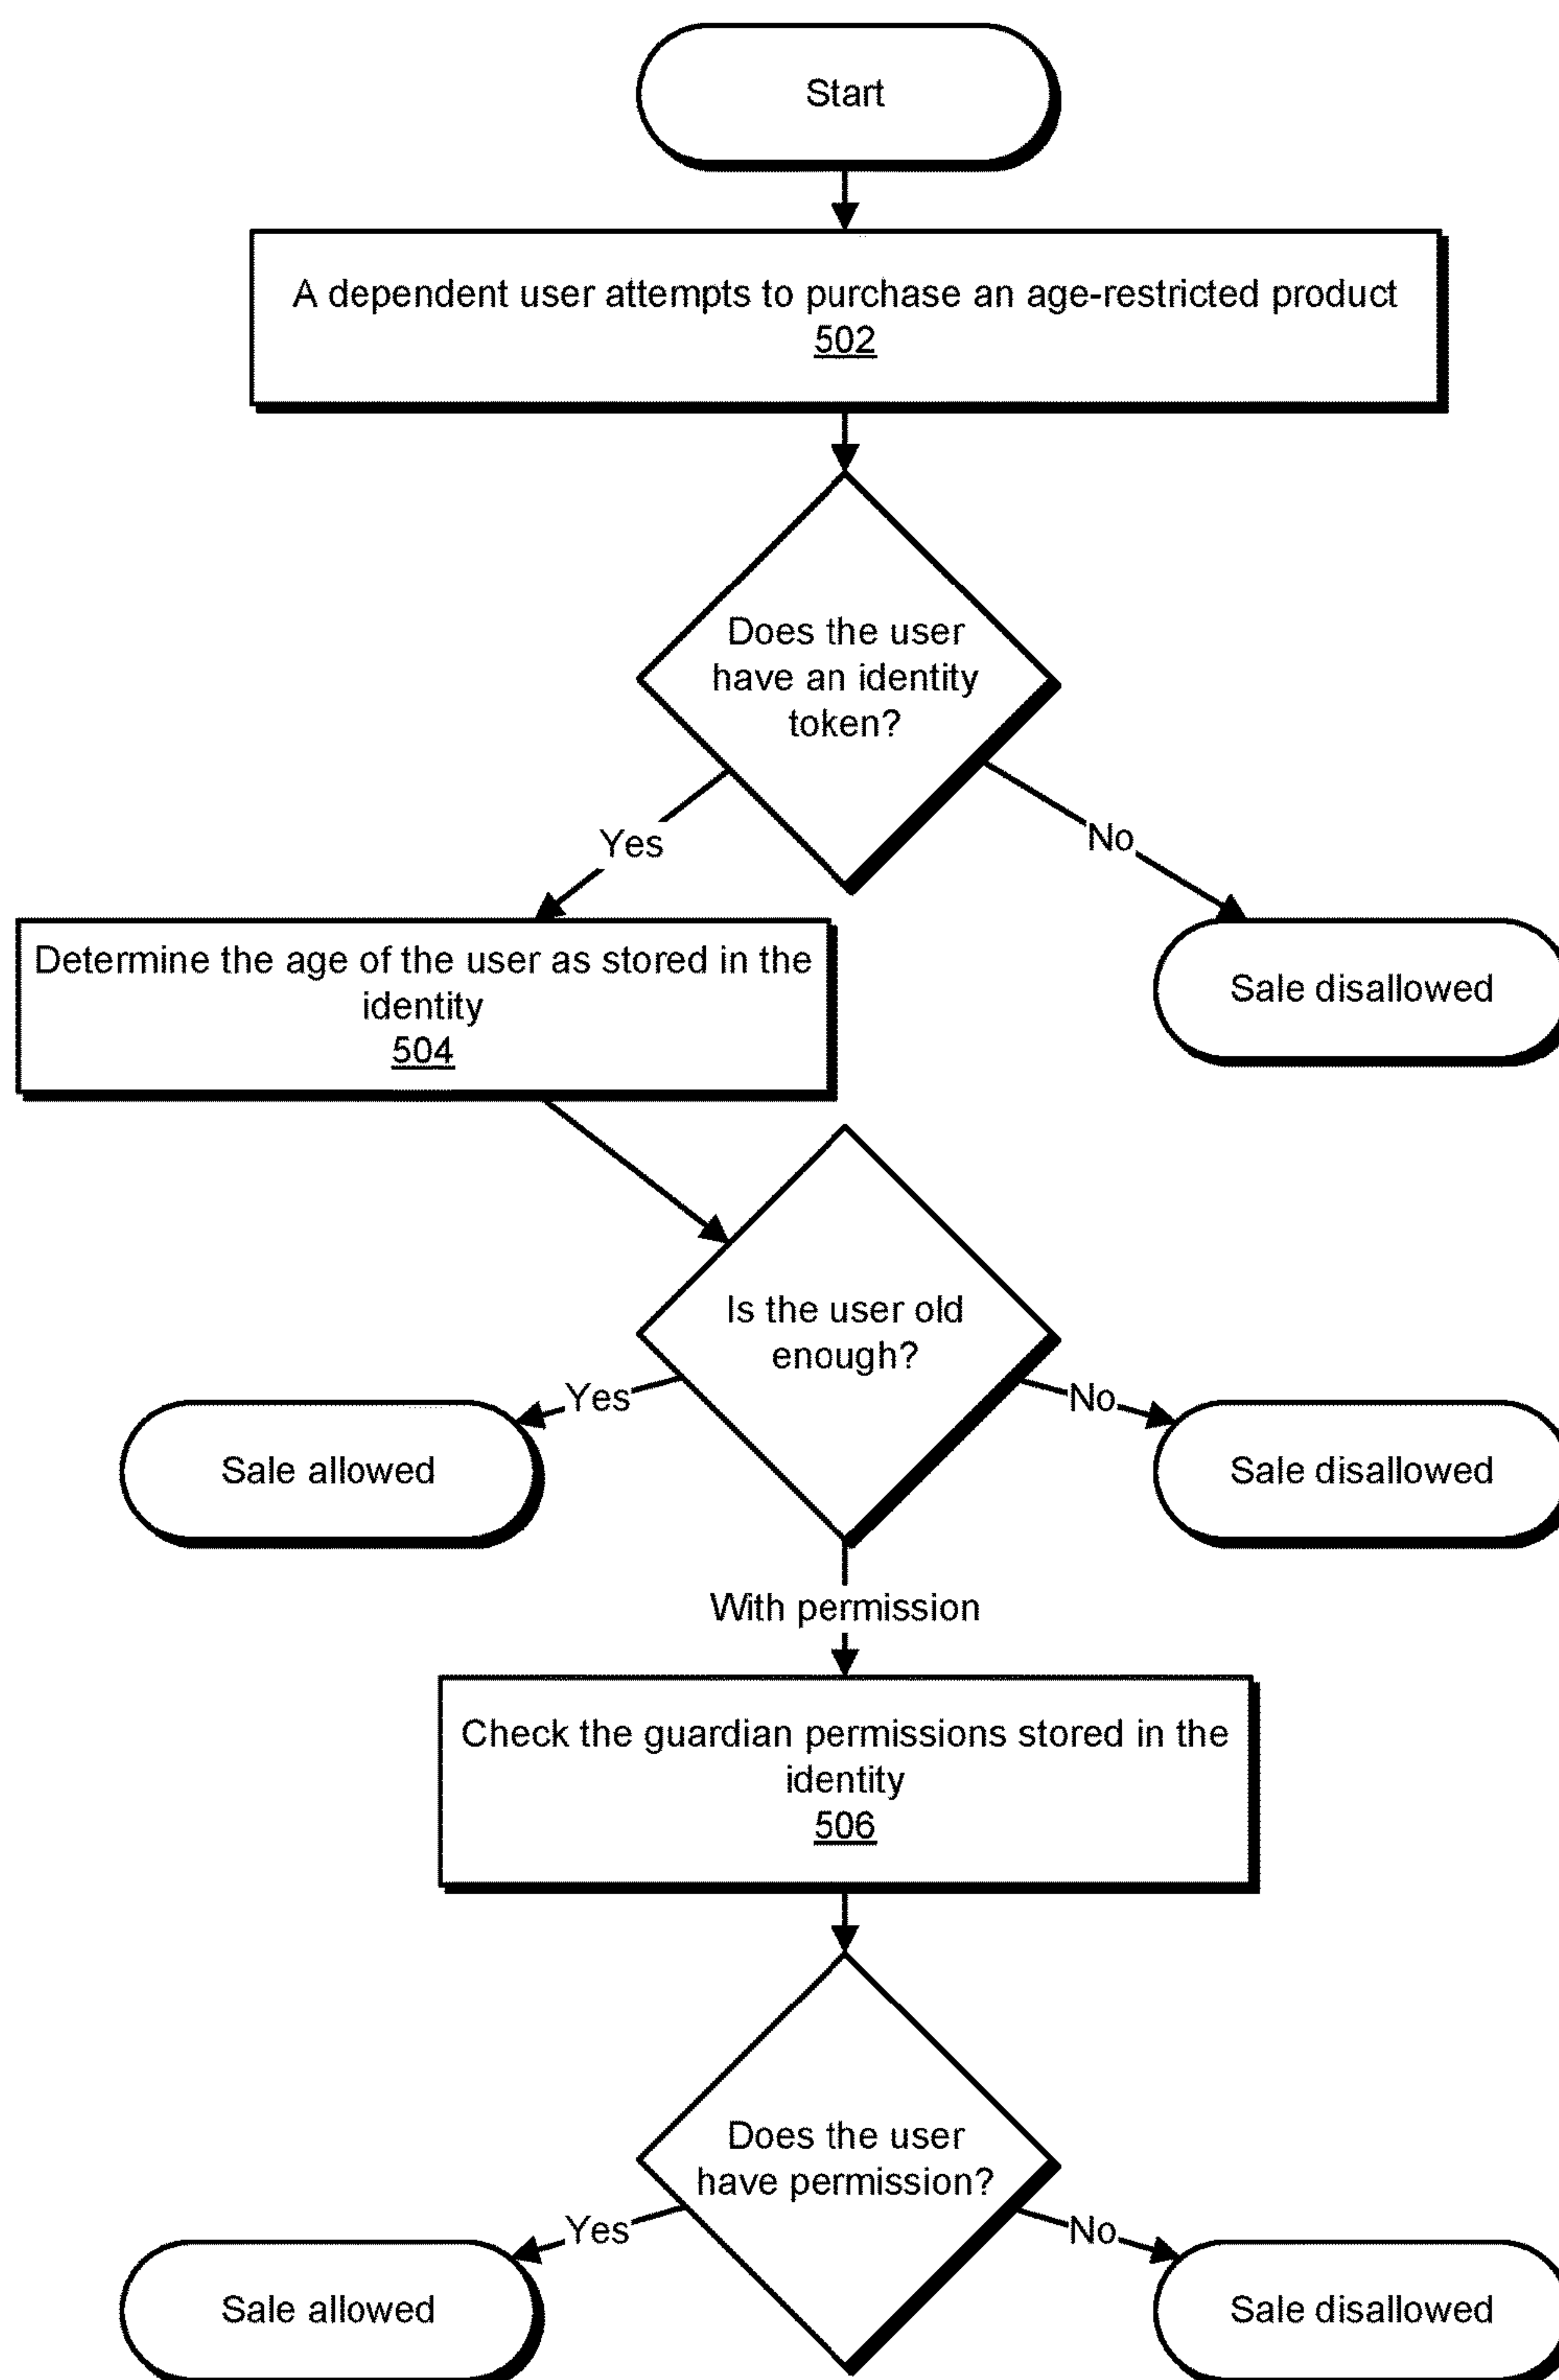 Start
A dependent user attempts to purchase an age-restricted product
502
Does the user
have an identity
token?
Yes
No
Determine the age of the user as stored in the
identity
504
Sale disallowed
Is the user old
enough?
Yes
No
Sale allowed
Sale disallowed
With permission
Check the guardian permissions stored in the
identity
506
Does the user
have permission?
Yes
No
Sale allowed
Sale disallowed